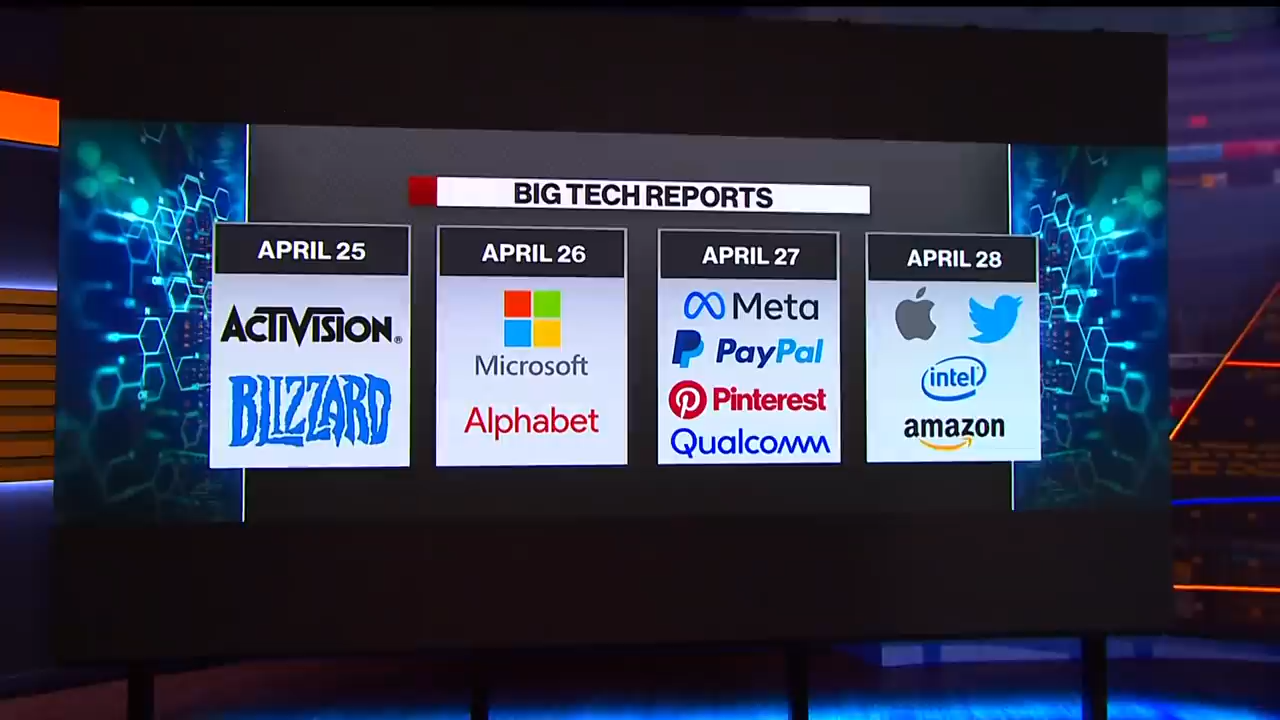 BIG TECH REPORTS
APRIL 25
ACTIVISION®
BLIZZARD
APRIL 26
Microsoft
Alphabet
APRIL 27
Meta
PayPal
Pinterest
Qualcomm
APRIL 28
intel
amazon